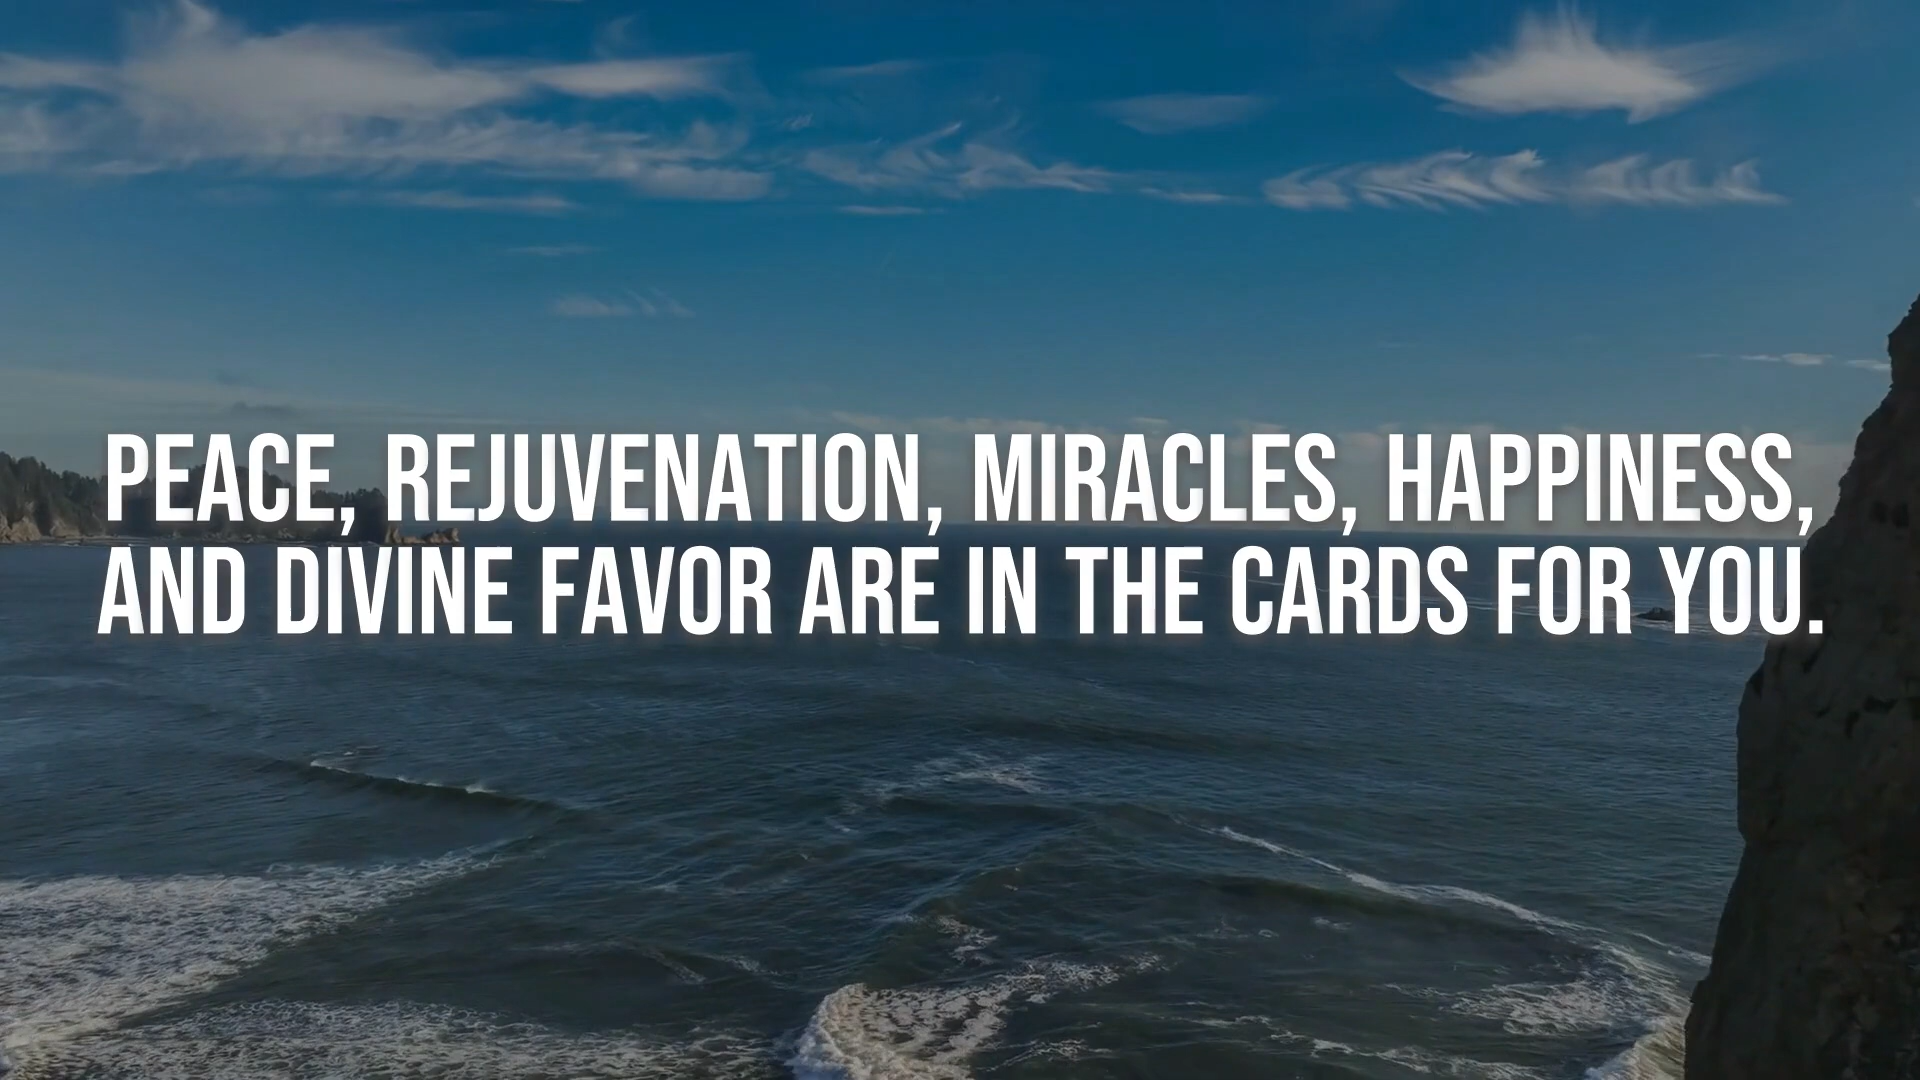 PEACE, REJUVENATION, MIRACLES, HAPPINESS,
AND DIVINE FAVOR ARE IN THE CARDS FOR YOU.